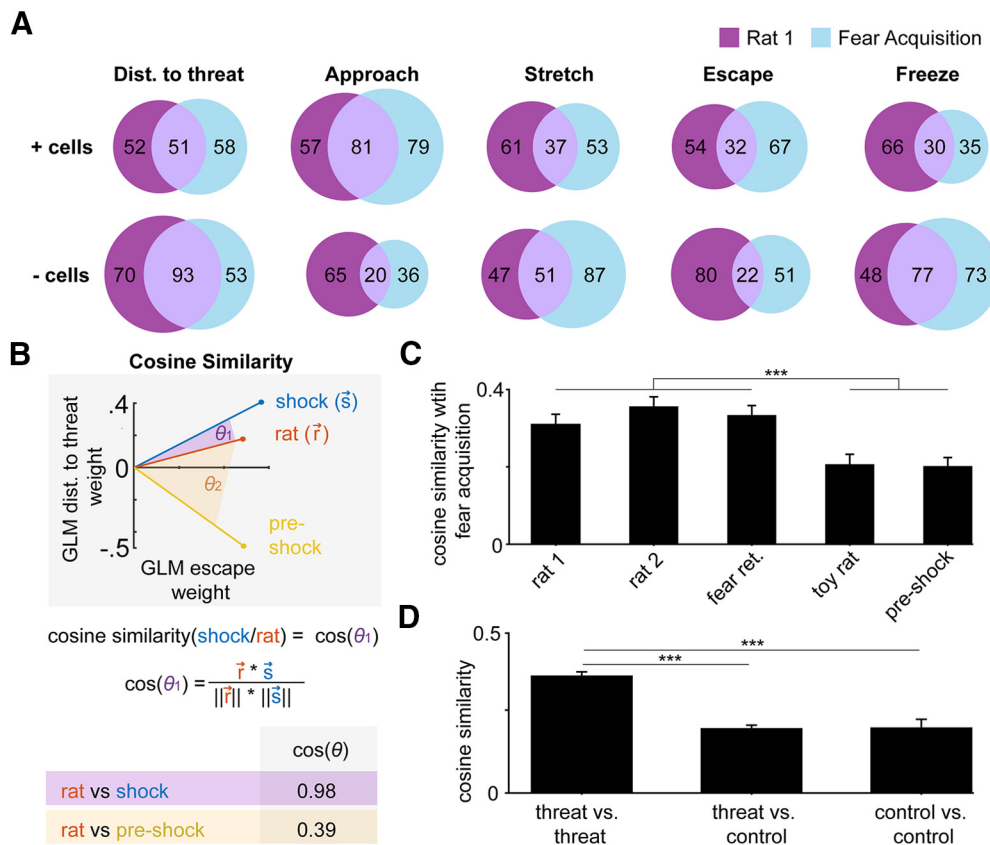 A
Rat 1 Fear Acquisition
Dist. to threat Approach Stretch Escape Freeze
+ cells 52 51 58 57 81 79 61 37 53 54 32 67 66 30 35
- cells 70 93 53 65 20 36 47 51 87 80 22 51 48 77 73
B
Cosine Similarity
GLM dist. to threat
weight
.4
0
-.5
shock (s⃗)
rat (r⃗)
θ1
θ2
pre-
shock
GLM escape
weight
cosine similarity(shock/rat) = cos(θ1)
cos(θ1) = r⃗ * s⃗ / ||r⃗|| * ||s⃗||
cos(θ)
rat vs shock 0.98
rat vs pre-shock 0.39
C
cosine similarity wtih
fear acquisition
0.4
0
***
rat 1
rat 2
fear ret.
toy rat
pre-shock
D
cosine similarity
0.5
0
***
***
threat vs.
threat
threat vs.
control
control vs.
control